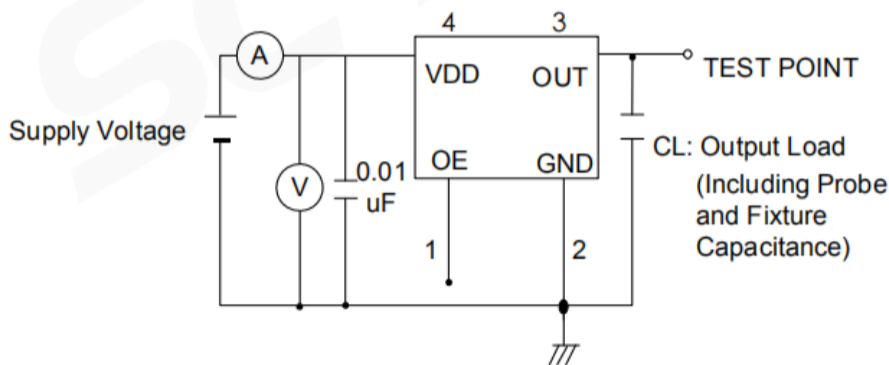 4
3
A
VDD
OUT
TEST POINT
Supply Voltage
V
0.01
uF
OE
GND
CL: Output Load
(Including Probe
and Fixture
Capacitance)
1
2